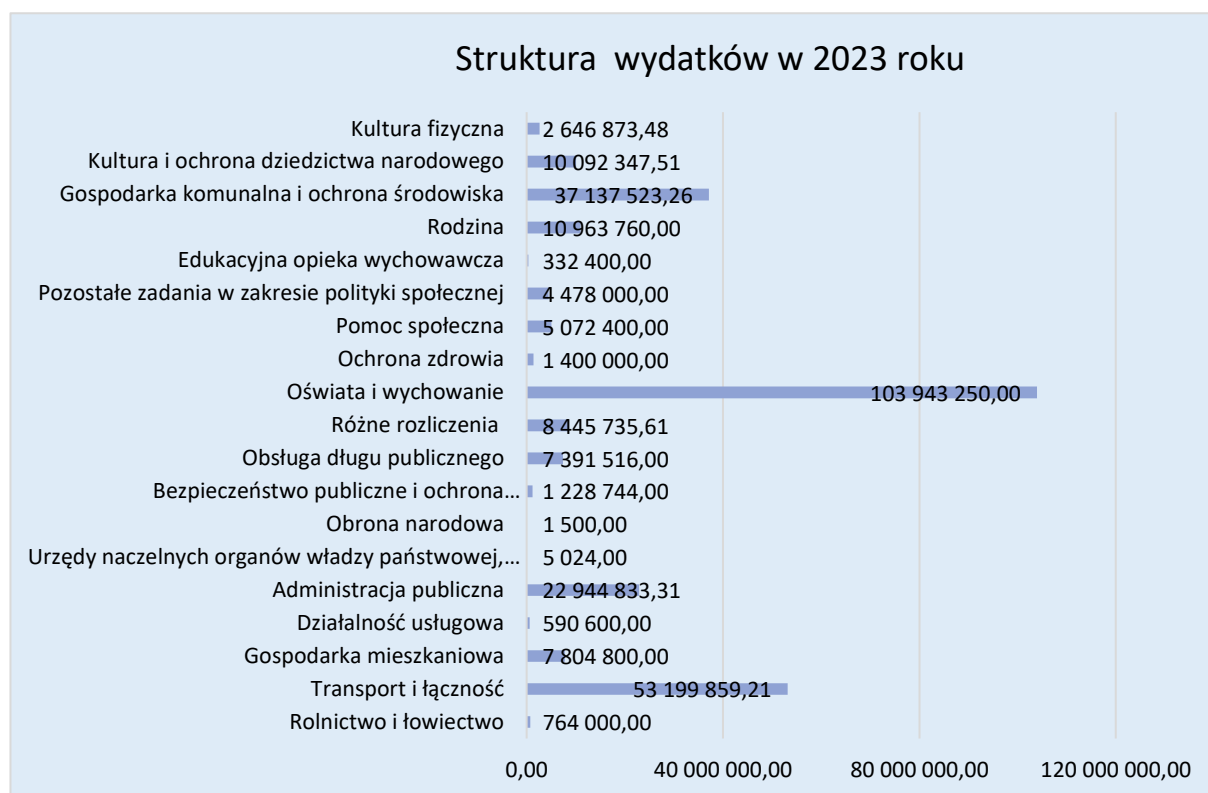 Struktura wydatków w 2023 roku
Kultura fizyczna 2 646 873,48
Kultura i ochrona dziedzictwa narodowego 10 092 347,51
Gospodarka komunalna i ochrona środowiska 37 137 523,26
Rodzina 10 963 760,00
Edukacyjna opieka wychowawcza 332 400,00
Pozostałe zadania w zakresie polityki społecznej 4 478 000,00
Pomoc społeczna 5 072 400,00
Ochrona zdrowia 1 400 000,00
Oświata i wychowanie 103 943 250,00
Różne rozliczenia 8 445 735,61
Obsługa długu publicznego 7 391 516,00
Bezpieczeństwo publiczne i ochrona... 1 228 744,00
Obrona narodowa 1 500,00
Urzędy naczelnych organów władzy państwowej,... 5 024,00
Administracja publiczna 22 944 833,31
Działalność usługowa 590 600,00
Gospodarka mieszkaniowa 7 804 800,00
Transport i łączność 53 199 859,21
Rolnictwo i łowiectwo 764 000,00
0,00 40 000 000,00 80 000 000,00 120 000 000,00